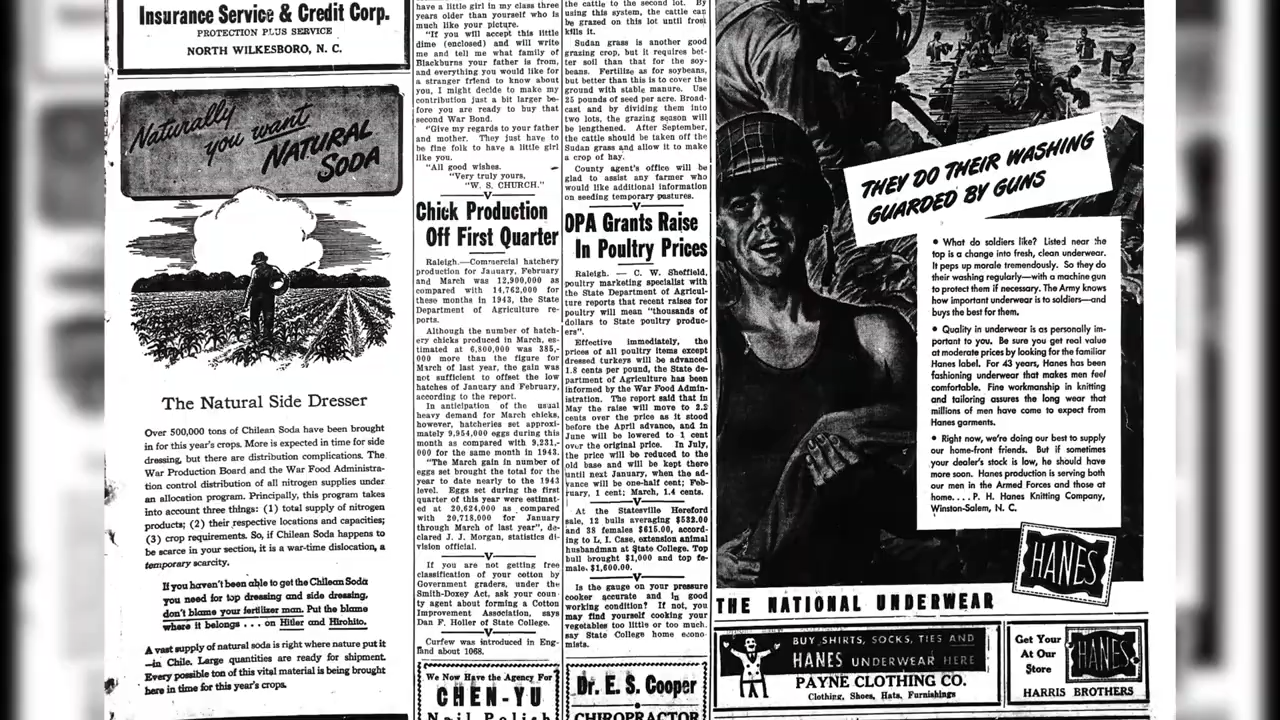 Insurance Service & Credit Corp.
PROTECTION PLUS SERVICE
NORTH WILKESBORO, N. C.
Naturally
you want
NATURAL
SODA
The Natural Side Dresser
Over 500,000 tons of Chilean Soda have been brought
in for this year's crops. More is expected in time for side
dressing, but there are distribution complications. The
War Production Board and the War Food Administra-
tion control distribution of all nitrogen supplies under
an allocation program. Principally, this program takes
into account three things: (1) total supply of nitrogen
products; (2) their respective locations and capacities;
(3) crop requirements. So, if Chilean Soda happens to
be scarce in your section, it is a war-time dislocation, a
temporary scarcity.
If you haven't been able to get the Chilean Soda
you need for top dressing and side dressing,
don't blame your fertilizer man. Put the blame
where it belongs . . . on Hitler and Hirohito.
A vast supply of natural soda is right where nature put it
—in Chile. Large quantities are ready for shipment.
Every possible ton of this vital material is being brought
here in time for this year's crops.
have a little girl in my class three
years older than yourself who is
much like your picture.
"If you will accept this little
dime (enclosed) and will write
me and tell me what family of
Blackburns your father is from,
and everything you would like for
a stranger friend to know about
you, I might decide to make my
contribution just a bit larger be-
fore you are ready to buy that
second War Bond.
"Give my regards to your father
and mother. They just have to
be fine folk to have a little girl
like you.
"All good wishes.
"Very truly yours,
"W. S. CHURCH."
V
Chick Production
Off First Quarter
Raleigh.—Commercial hatchery
production for January, February
and March was 12,900,000 as
compared with 14,762,000 for
these months in 1943, the State
Department of Agriculture re-
ports.
Although the number of hatch-
ery chicks produced in March, es-
timated at 6,800,000 was 385,-
000 more than the figure for
March of last year, the gain was
not sufficient to offset the low
hatches of January and February,
according to the report.
In anticipation of the usual
heavy demand for March chicks,
however, hatcheries set approxi-
mately 9,954,000 eggs during this
month as compared with 9,231,-
000 for the same month in 1943.
"The March gain in number of
eggs set brought the total for the
year to date nearly to the 1943
level. Eggs set during the first
quarter of this year were estimat-
ed at 20,624,000 as compared
with 20,718,000 for January
through March of last year", de-
clared J. J. Morgan, statistics di-
vision official.
V
If you are not getting free
classification of your cotton by
Government graders, under the
Smith-Doxey Act, ask your coun-
ty agent about forming a Cotton
Improvement Association, says
Dan F. Holler of State College.
V
Curfew was introduced in Eng-
land about 1068.
We Now Have the Agency For
CHEN-YU
Nail Polish
the cattle to the second lot. By
using this system, the cattle can
be grazed on this lot until frost
kills it.
Sudan grass is another good
grazing crop, but it requires bet-
ter soil than that for the soy-
beans. Fertilize as for soybeans,
but better than this is to cover the
ground with stable manure. Use
25 pounds of seed per acre. Broad-
cast and by dividing them into
two lots, the grazing season will
be lengthened. After September,
the cattle should be taken off the
Sudan grass and allow it to make
a crop of hay.
County agent's office will be
glad to assist any farmer who
would like additional information
on seeding temporary pastures.
V
OPA Grants Raise
In Poultry Prices
Raleigh. — C. W. Sheffield,
poultry marketing specialist with
the State Department of Agricul-
ture reports that recent raises for
poultry will mean "thousands of
dollars to State poultry produc-
ers".
Effective immediately, the
prices of all poultry items except
dressed turkeys will be advanced
1.8 cents per pound, the State de-
partment of Agriculture has been
informed by the War Food Admin-
istration. The report said that in
May the raise will move to 2.2
cents over the price as it stood
before the April advance, and in
June will be lowered to 1 cent
over the original price. In July,
the price will be reduced to the
old base and will be kept there
until next January, when the ad-
vance will be one-half cent; Feb-
ruary, 1 cent; March, 1.4 cents.
V
At the Statesville Hereford
sale, 12 bulls averaging $532.00
and 38 females $615.00, accord-
ing to L. I. Case, extension animal
husbandman at State College. Top
bull brought $1,000 and top fe-
male. $1,600.00.
V
Is the gauge on your pressure
cooker accurate and in good
working condition? If not, you
may find yourself cooking your
vegetables too little or too much,
say State College home econo-
mists.
Dr. E. S. Cooper
CHIROPRACTOR
THEY DO THEIR WASHING
GUARDED BY GUNS
• What do soldiers like? Listed near the
top is a change into fresh, clean underwear.
It peps up morale tremendously. So they do
their washing regularly—with a machine gun
to protect them if necessary. The Army knows
how important underwear is to soldiers—and
buys the best for them.
• Quality in underwear is as personally im-
portant to you. Be sure you get real value
at moderate prices by looking for the familiar
Hanes label. For 43 years, Hanes has been
fashioning underwear that makes men feel
comfortable. Fine workmanship in knitting
and tailoring assures the long wear that
millions of men have come to expect from
Hanes garments.
• Right now, we're doing our best to supply
our home-front friends. But if sometimes
your dealer's stock is low, he should have
more soon. Hanes production is serving both
our men in the Armed Forces and those at
home. . . . P. H. Hanes Knitting Company,
Winston-Salem, N. C.
HANES
THE NATIONAL UNDERWEAR
BUY SHIRTS, SOCKS, TIES AND
HANES UNDERWEAR HERE
PAYNE CLOTHING CO.
Clothing, Shoes, Hats, Furnishings
Get Your
At Our
Store
HANES
HARRIS BROTHERS